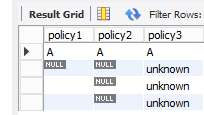 Result Grid Filter Rows:
policy1 policy2 policy3
A A A
NULL NULL unknown
NULL unknown
NULL unknown